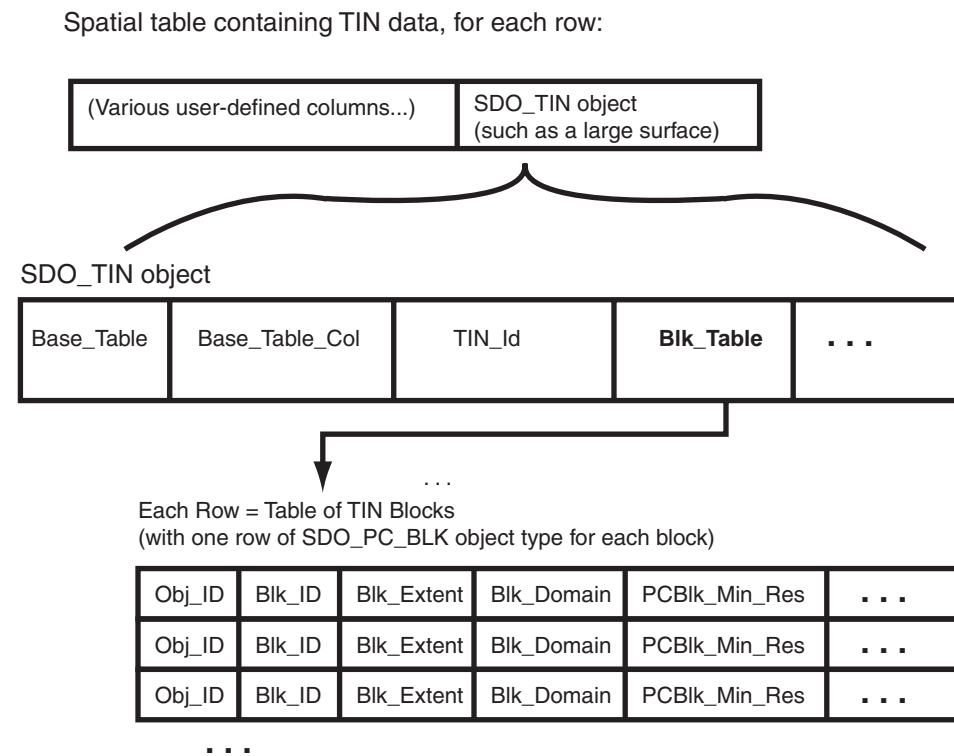 Spatial table containing TIN data, for each row:
(Various user-defined columns...) SDO_TIN object
(such as a large surface)
SDO_TIN object
Base_Table Base_Table_Col TIN_Id Blk_Table . . .
. . .
Each Row = Table of TIN Blocks
(with one row of SDO_PC_BLK object type for each block)
Obj_ID Blk_ID Blk_Extent Blk_Domain PCBlk_Min_Res . . .
Obj_ID Blk_ID Blk_Extent Blk_Domain PCBlk_Min_Res . . .
Obj_ID Blk_ID Blk_Extent Blk_Domain PCBlk_Min_Res . . .
. . .